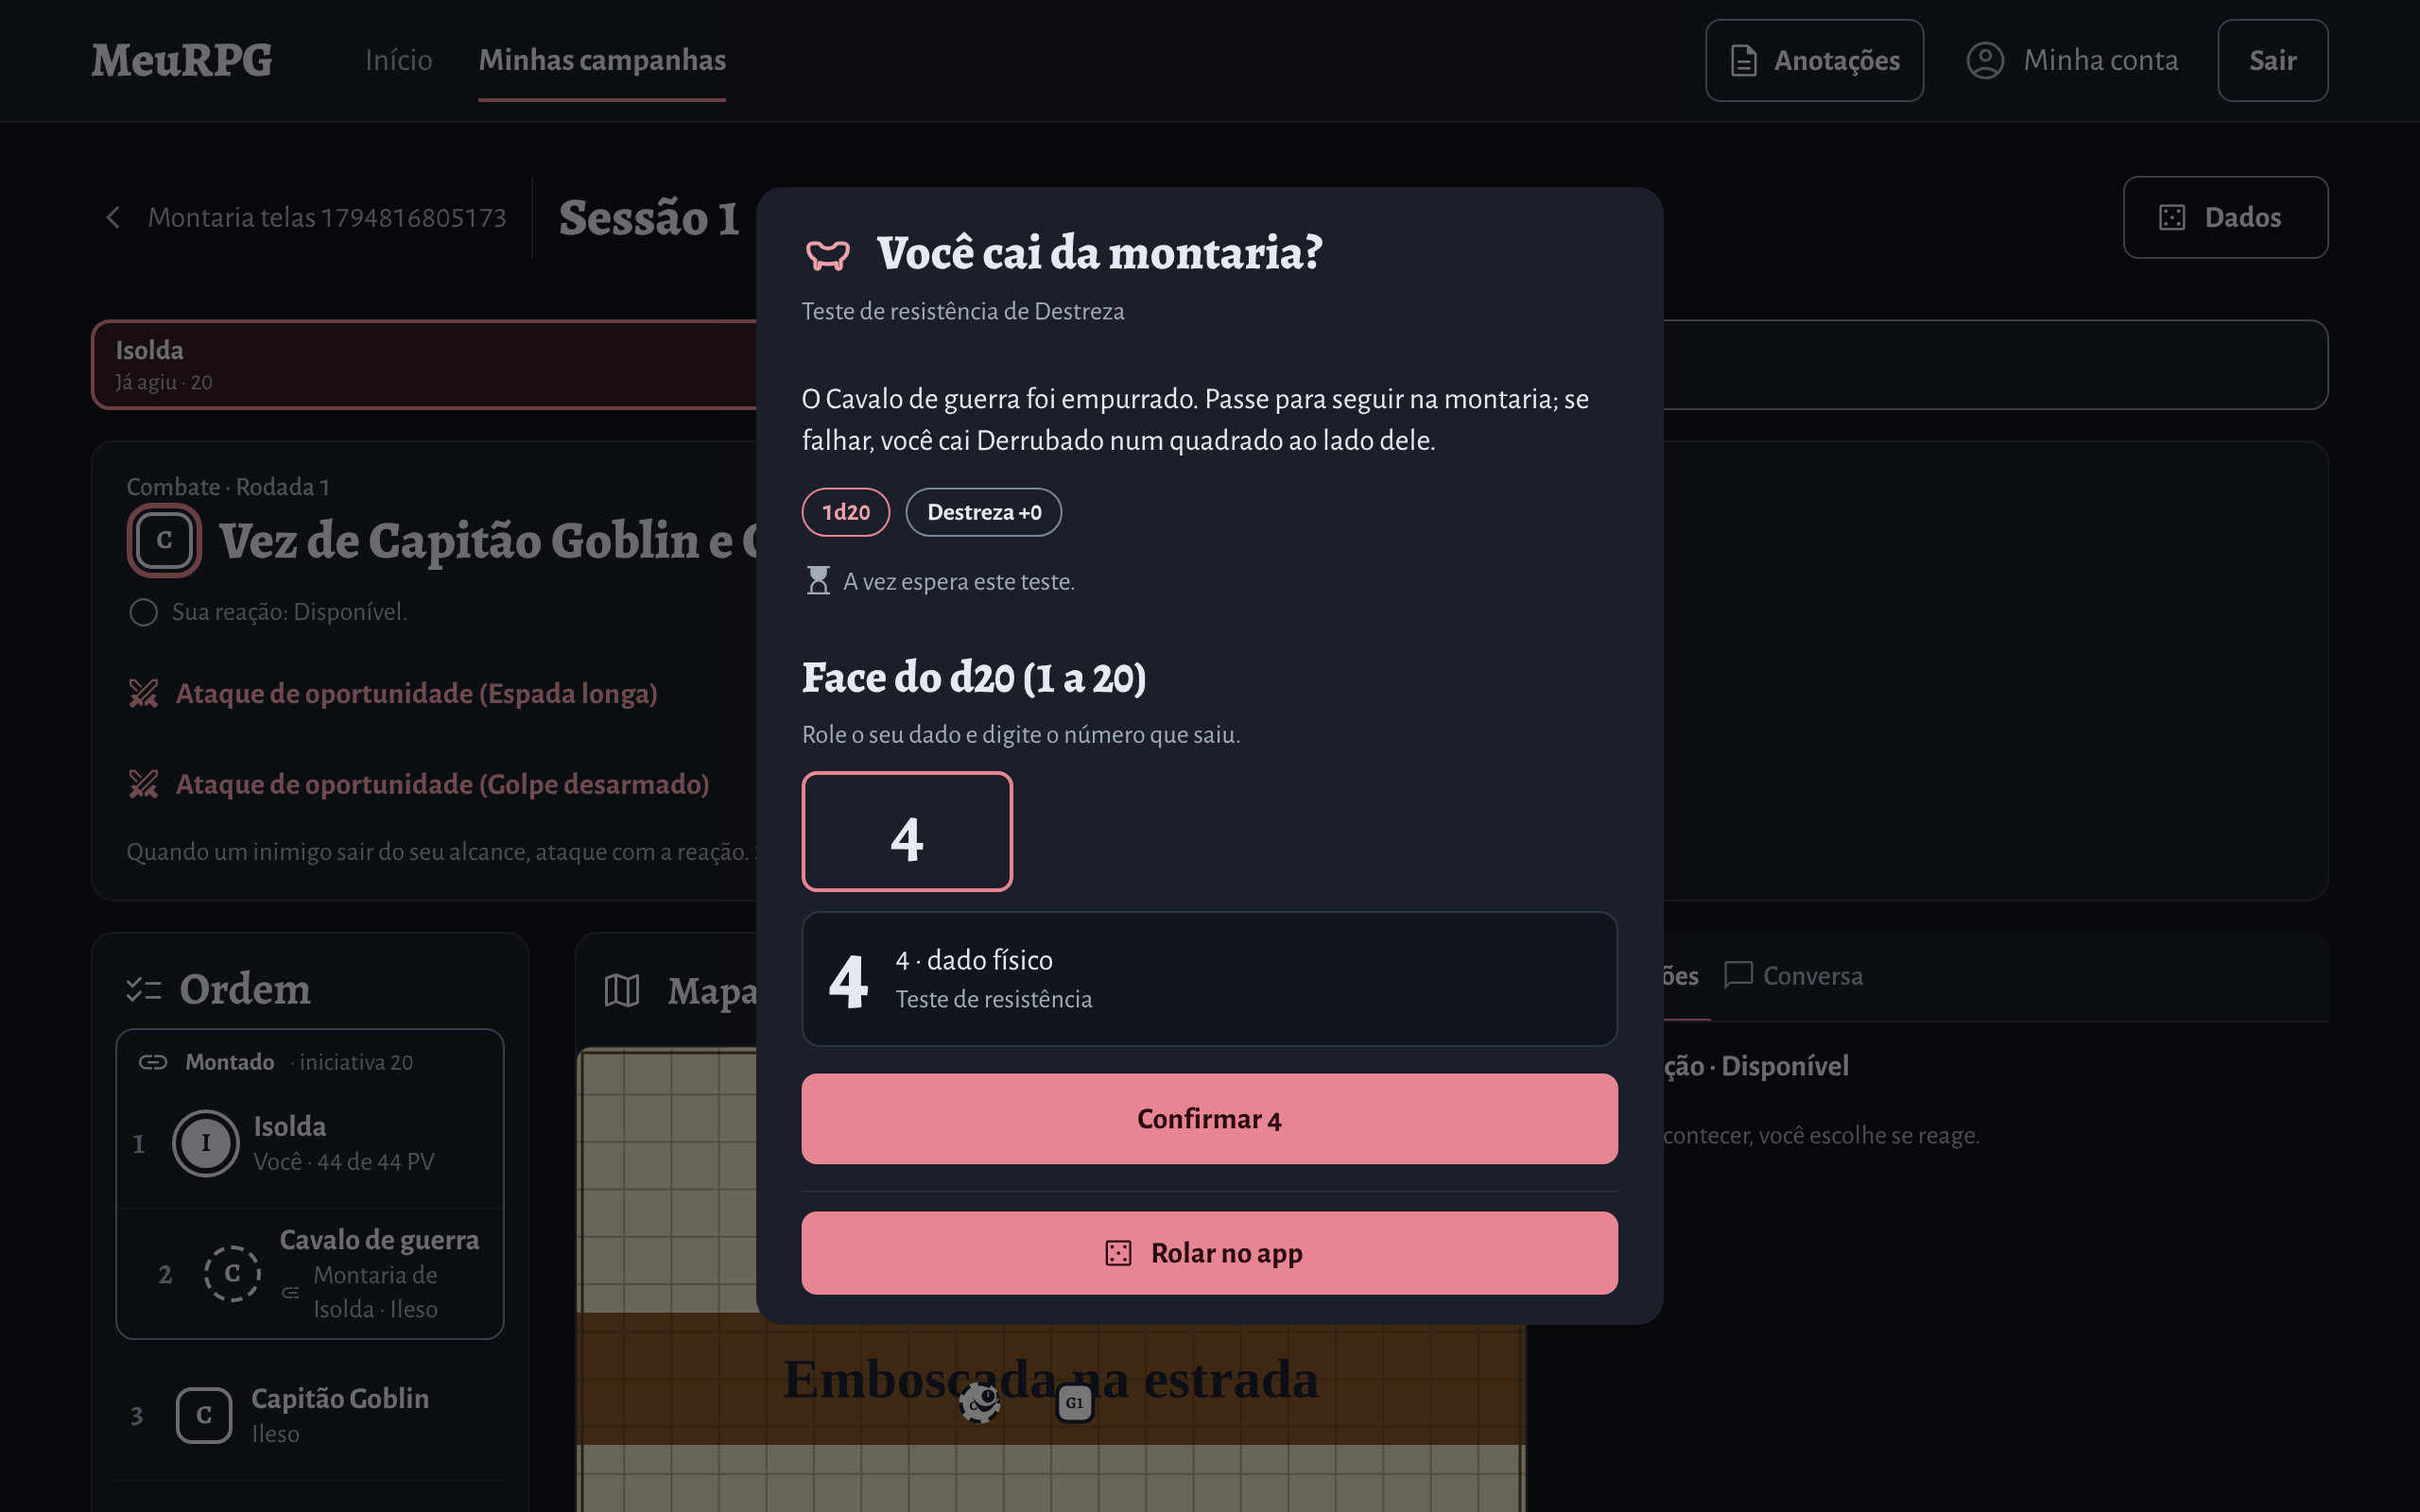 MeuRPG
Início
Minhas campanhas
Anotações
Minha conta
Sair
Montaria telas 1794816805173
Sessão 1
Dados
Isolda
Já agiu · 20
Combate · Rodada 1
C
Vez de Capitão Goblin e
Sua reação: Disponível.
Ataque de oportunidade (Espada longa)
Ataque de oportunidade (Golpe desarmado)
Quando um inimigo sair do seu alcance, ataque com a reação.
Você cai da montaria?
Teste de resistência de Destreza
O Cavalo de guerra foi empurrado. Passe para seguir na montaria; se
falhar, você cai Derrubado num quadrado ao lado dele.
1d20
Destreza +0
A vez espera este teste.
Face do d20 (1 a 20)
Role o seu dado e digite o número que saiu.
4
4
4 · dado físico
Teste de resistência
Confirmar 4
Rolar no app
Ordem
Montado · iniciativa 20
1
I
Isolda
Você · 44 de 44 PV
2
C
Cavalo de guerra
Montaria de
Isolda · Ileso
3
C
Capitão Goblin
Ileso
Mapa
Emboscada na estrada
G1
ões
Conversa
ção · Disponível
contecer, você escolhe se reage.